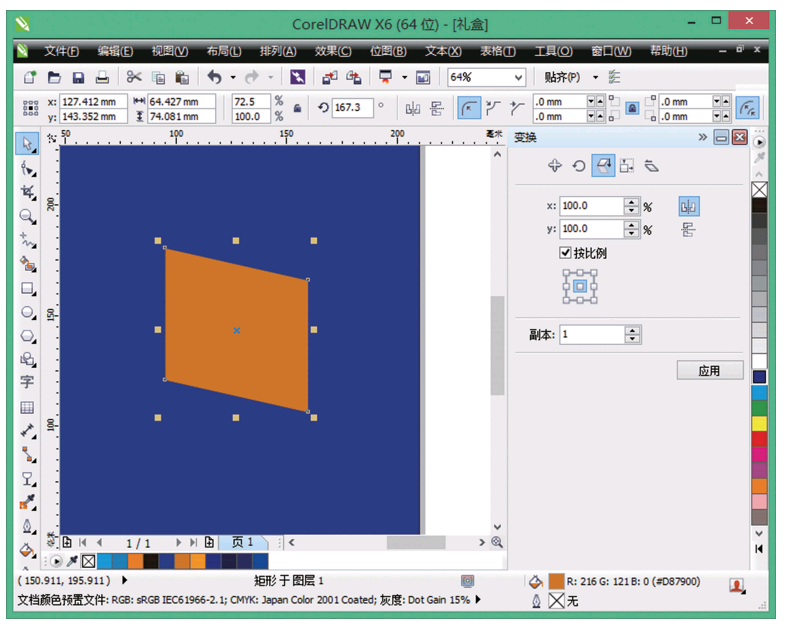 CorelDRAW X6 (64 位) - [礼盒]
文件(F) 编辑(E) 视图(V) 布局(L) 排列(A) 效果(C) 位图(B) 文本(X) 表格(T) 工具(O) 窗口(W) 帮助(H)
64% 贴齐(P)
x: 127.412 mm 64.427 mm 72.5 % 167.3 ° .0 mm .0 mm
y: 143.352 mm 74.081 mm 100.0 % .0 mm .0 mm
50 100 150 200 毫米
变换
x: 100.0 %
y: 100.0 %
按比例
副本: 1
应用
200
150
100
毫米
字
1 / 1 页 1
( 150.911, 195.911 ) 矩形 于 图层 1 R: 216 G: 121 B: 0 (#D87900)
文档颜色预置文件: RGB: sRGB IEC61966-2.1; CMYK: Japan Color 2001 Coated; 灰度: Dot Gain 15% 无